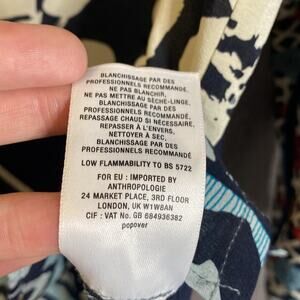 BLANCHISSAGE PAR DES
PROFESSIONNELS RECOMMANDÉ.
NE PAS BLANCHIR,
NE PAS METTRE AU SÈCHE-LINGE,
BLANCHISSAGE PAR DES
PROFESSIONNELS RECOMMANDÉ.
REPASSAGE CHAUD SI NÉCESSAIRE,
REPASSER À L'ENVERS,
NETTOYER À SEC,
BLANCHISSAGE PAR DES
PROFESSIONNELS RECOMMANDÉ
LOW FLAMMABILITY TO BS 5722
FOR EU : IMPORTED BY
ANTHROPOLOGIE
24 MARKET PLACE, 3RD FLOOR
LONDON, UK W1W8AN
CIF : VAT No. GB 684936382
popover